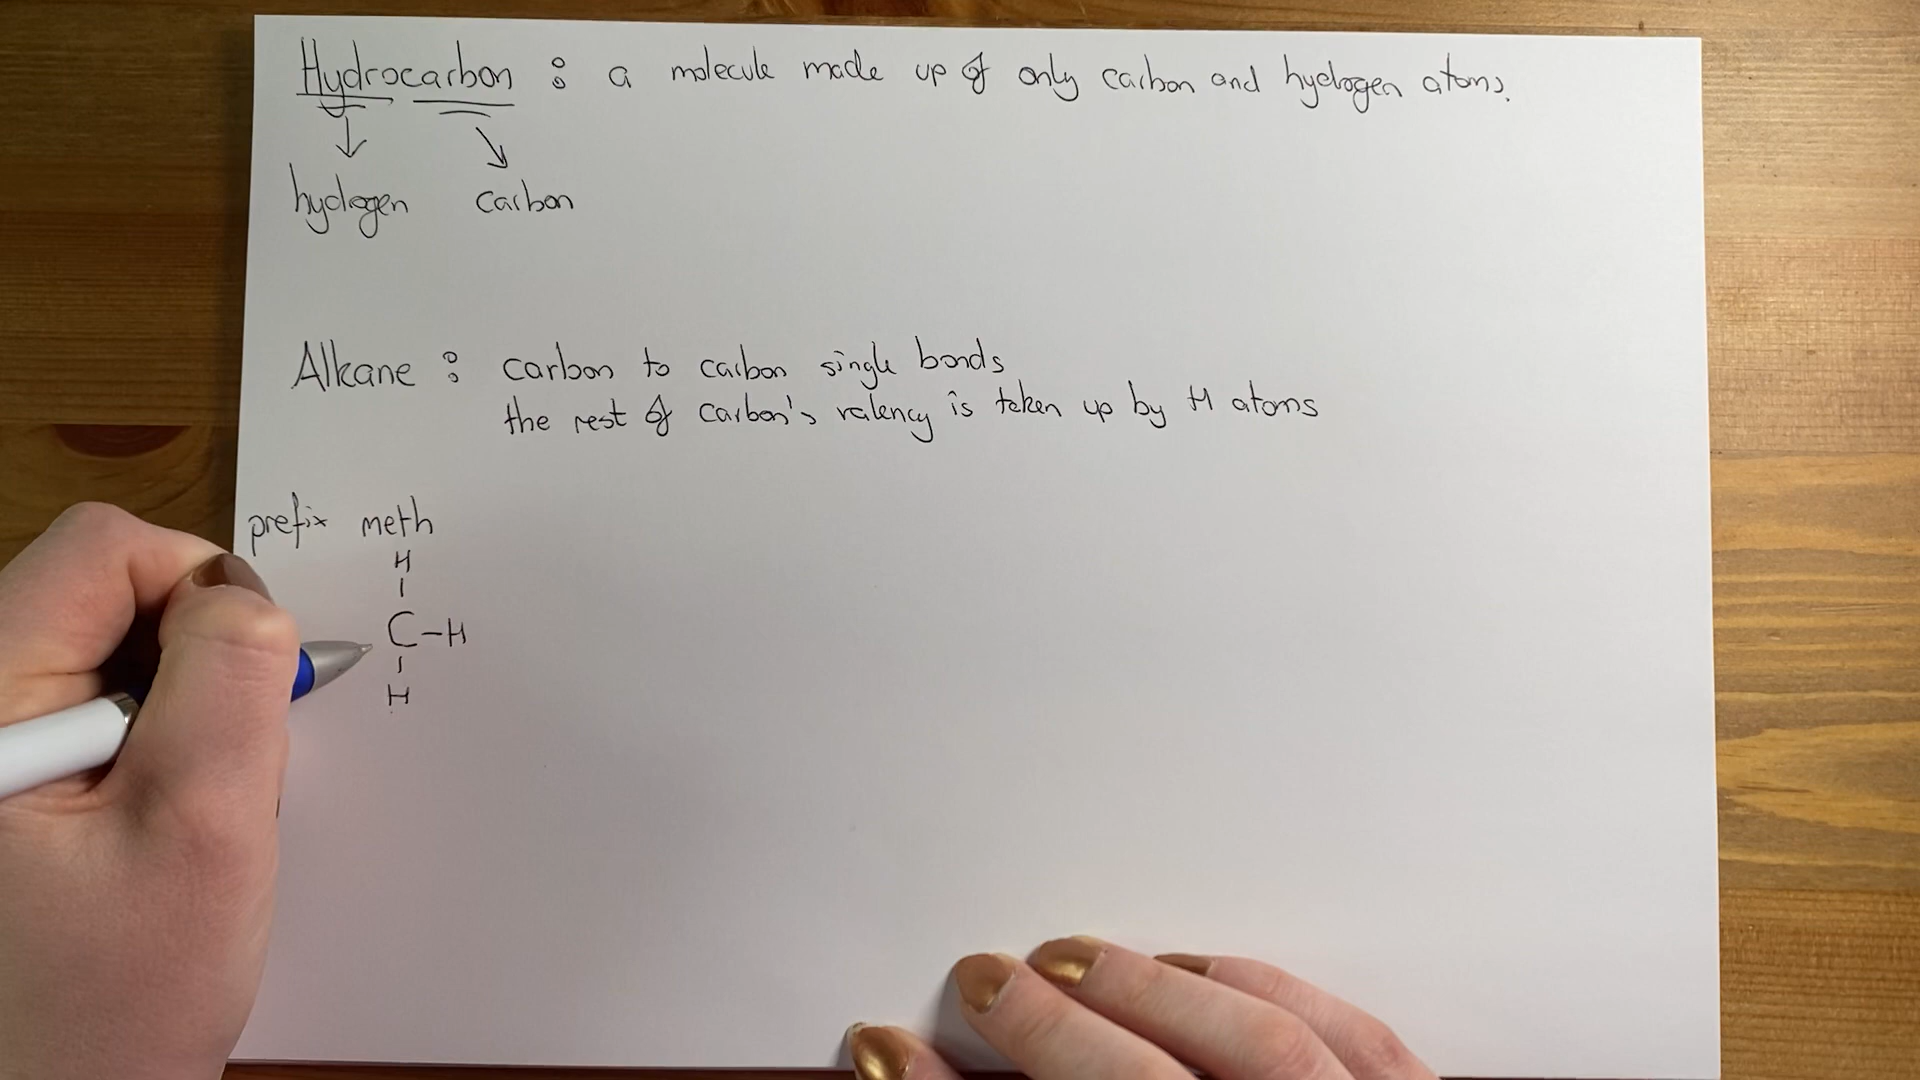 Hydrocarbon : a molecule made up of only carbon and hydrogen atoms.
hydrogen carbon
Alkane : carbon to carbon single bonds
the rest of carbon's valency is taken up by H atoms
prefix meth
H
C-H
H